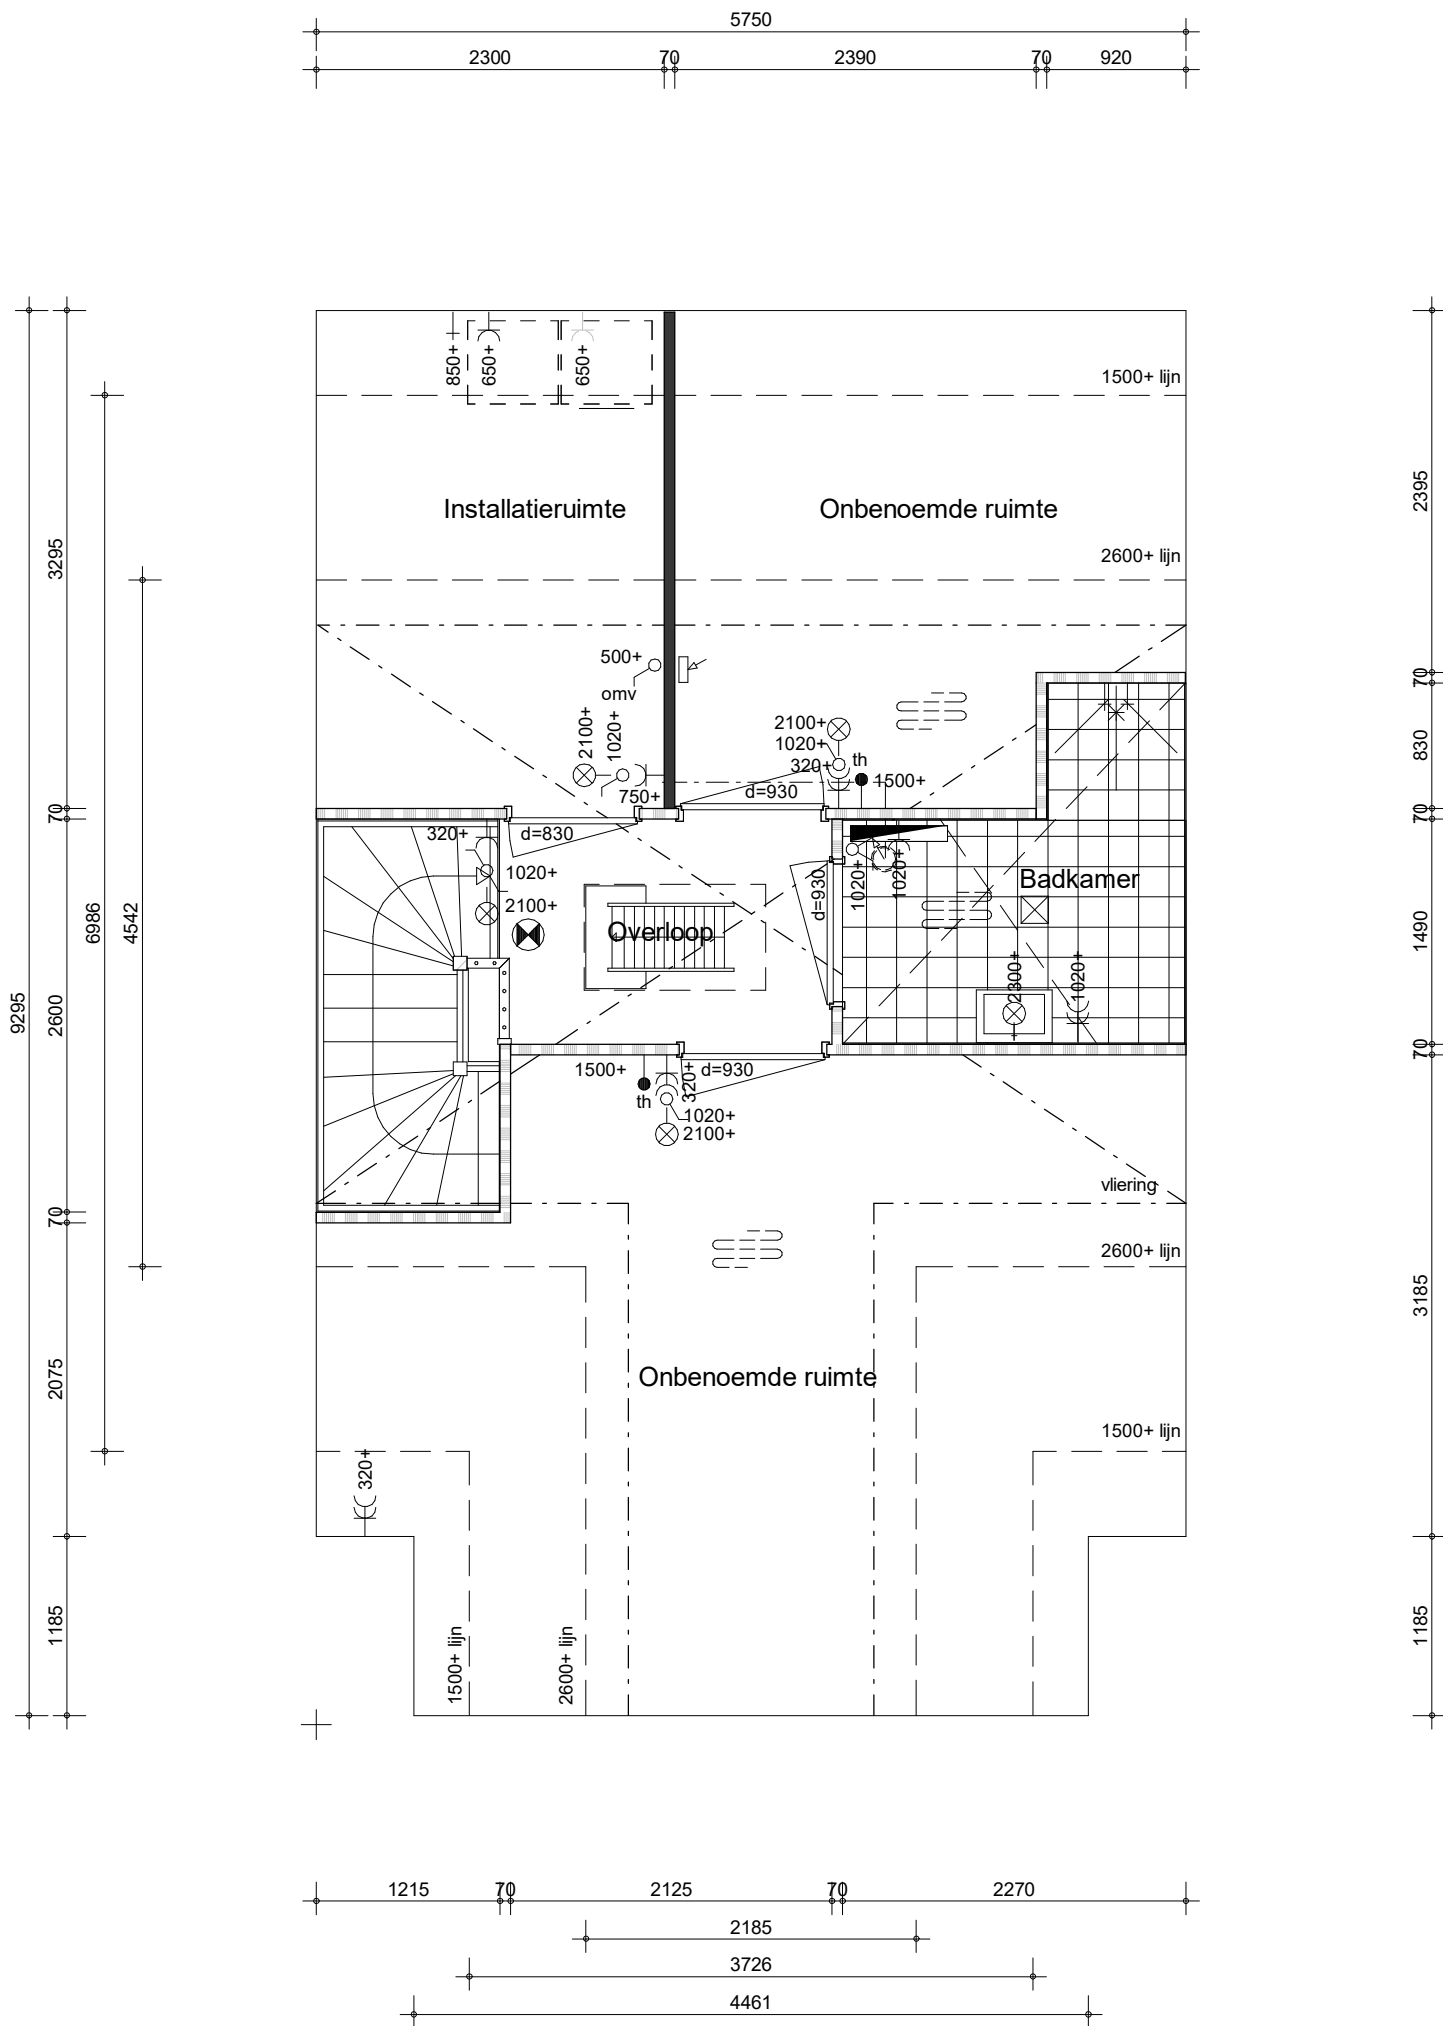 5750
2300 70 2390 70 920
850+ 650+ 650+
1500+ lijn
2395
Installatieruimte Onbenoemde ruimte
3295
2600+ lijn
500+
omv
70
2100+ 1020+
2100+
1020+
320+ th
1500+
750+
d=930
830
70 70
320+
d=830
1020+
2100+
d=930
1020+ 1020+
Badkamer
Overloop
9295 6986 4542
2600
1490
2300+ 1020+
70
1500+
th
320+
d=930
1020+
2100+
vliering
70
2600+ lijn
3185
2075
Onbenoemde ruimte
1500+ lijn
320+
1185
1500+ lijn 2600+ lijn
1185
1215 70 2125 70 2270
2185
3726
4461